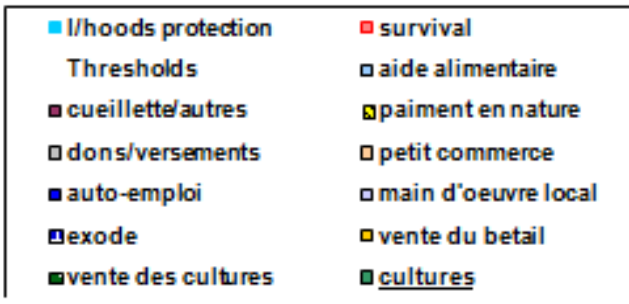 l/hoods protection survival
Thresholds aide alimentaire
cueillette/autres paiment en nature
dons/versements petit commerce
auto-emploi main d'oeuvre local
exode vente du betail
vente des cultures cultures